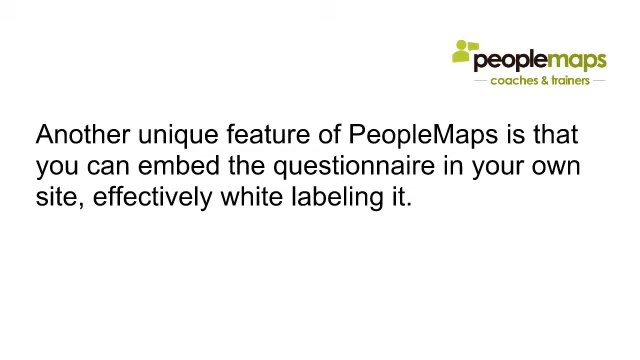 peoplemaps
coaches & trainers
Another unique feature of PeopleMaps is that
you can embed the questionnaire in your own
site, effectively white labeling it.